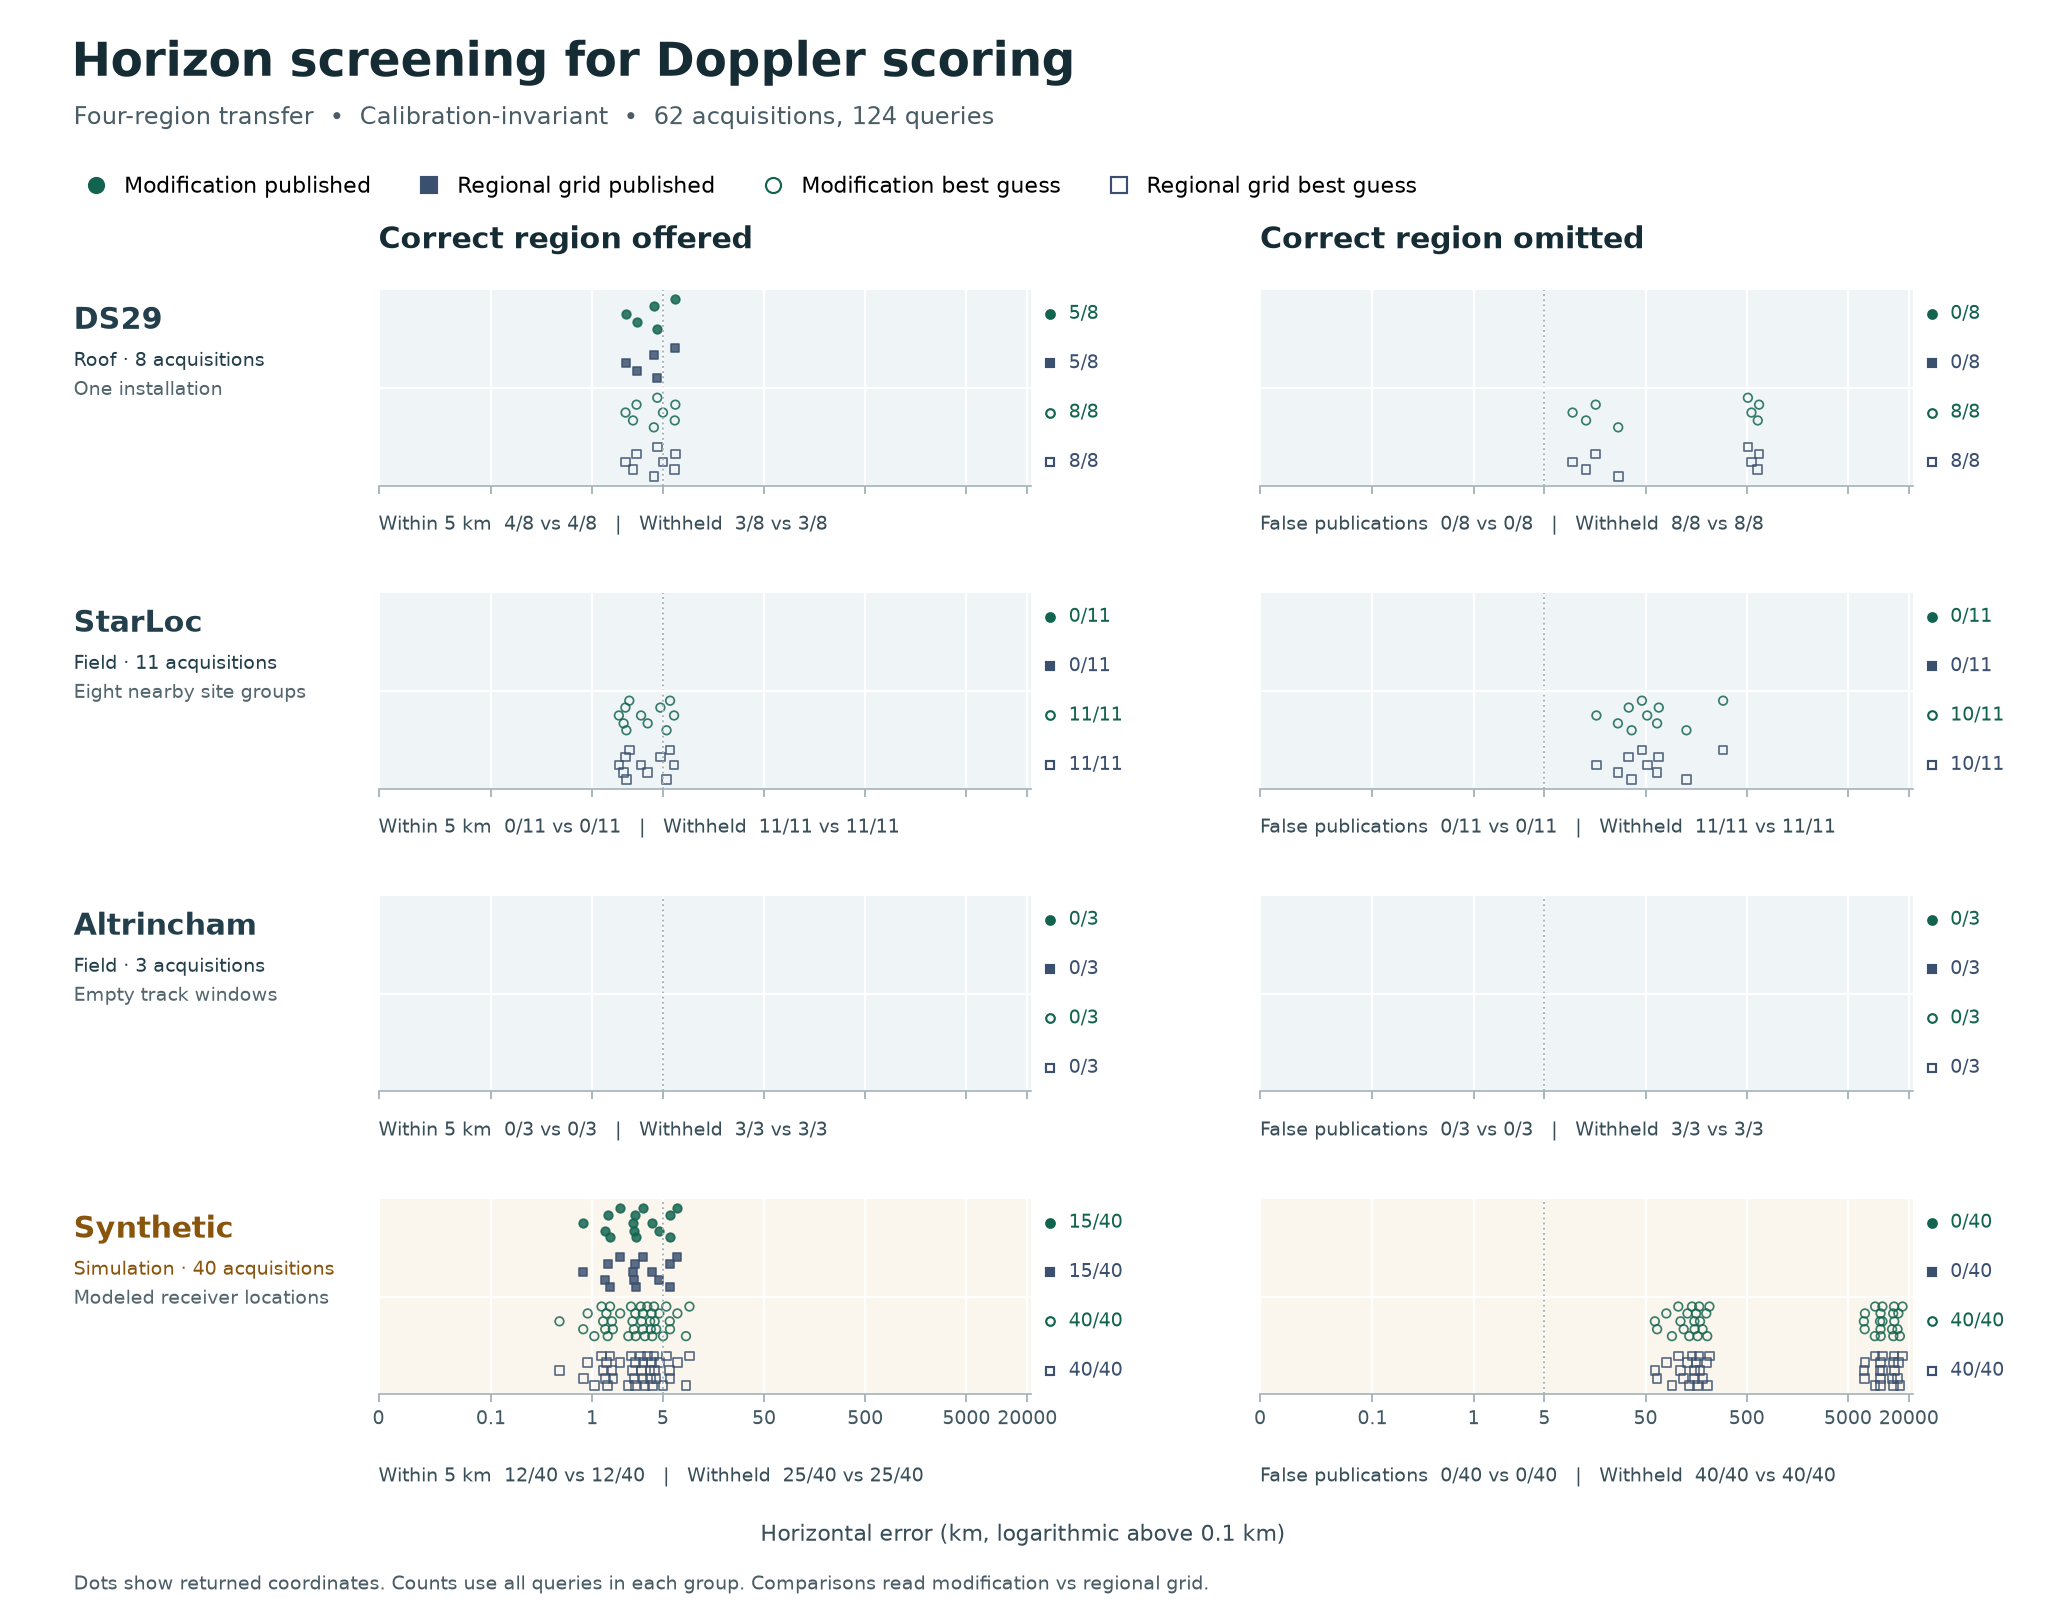 Horizon screening for Doppler scoring
Four-region transfer • Calibration-invariant • 62 acquisitions, 124 queries
Modification published
Regional grid published
Modification best guess
Regional grid best guess
Correct region offered
Correct region omitted
DS29
Roof · 8 acquisitions
One installation
5/8
5/8
8/8
8/8
Within 5 km 4/8 vs 4/8 | Withheld 3/8 vs 3/8
0/8
0/8
8/8
8/8
False publications 0/8 vs 0/8 | Withheld 8/8 vs 8/8
StarLoc
Field · 11 acquisitions
Eight nearby site groups
0/11
0/11
11/11
11/11
Within 5 km 0/11 vs 0/11 | Withheld 11/11 vs 11/11
0/11
0/11
10/11
10/11
False publications 0/11 vs 0/11 | Withheld 11/11 vs 11/11
Altrincham
Field · 3 acquisitions
Empty track windows
0/3
0/3
0/3
0/3
Within 5 km 0/3 vs 0/3 | Withheld 3/3 vs 3/3
0/3
0/3
0/3
0/3
False publications 0/3 vs 0/3 | Withheld 3/3 vs 3/3
Synthetic
Simulation · 40 acquisitions
Modeled receiver locations
15/40
15/40
40/40
40/40
0 0.1 1 5 50 500 5000 20000
Within 5 km 12/40 vs 12/40 | Withheld 25/40 vs 25/40
0/40
0/40
40/40
40/40
0 0.1 1 5 50 500 5000 20000
False publications 0/40 vs 0/40 | Withheld 40/40 vs 40/40
Horizontal error (km, logarithmic above 0.1 km)
Dots show returned coordinates. Counts use all queries in each group. Comparisons read modification vs regional grid.